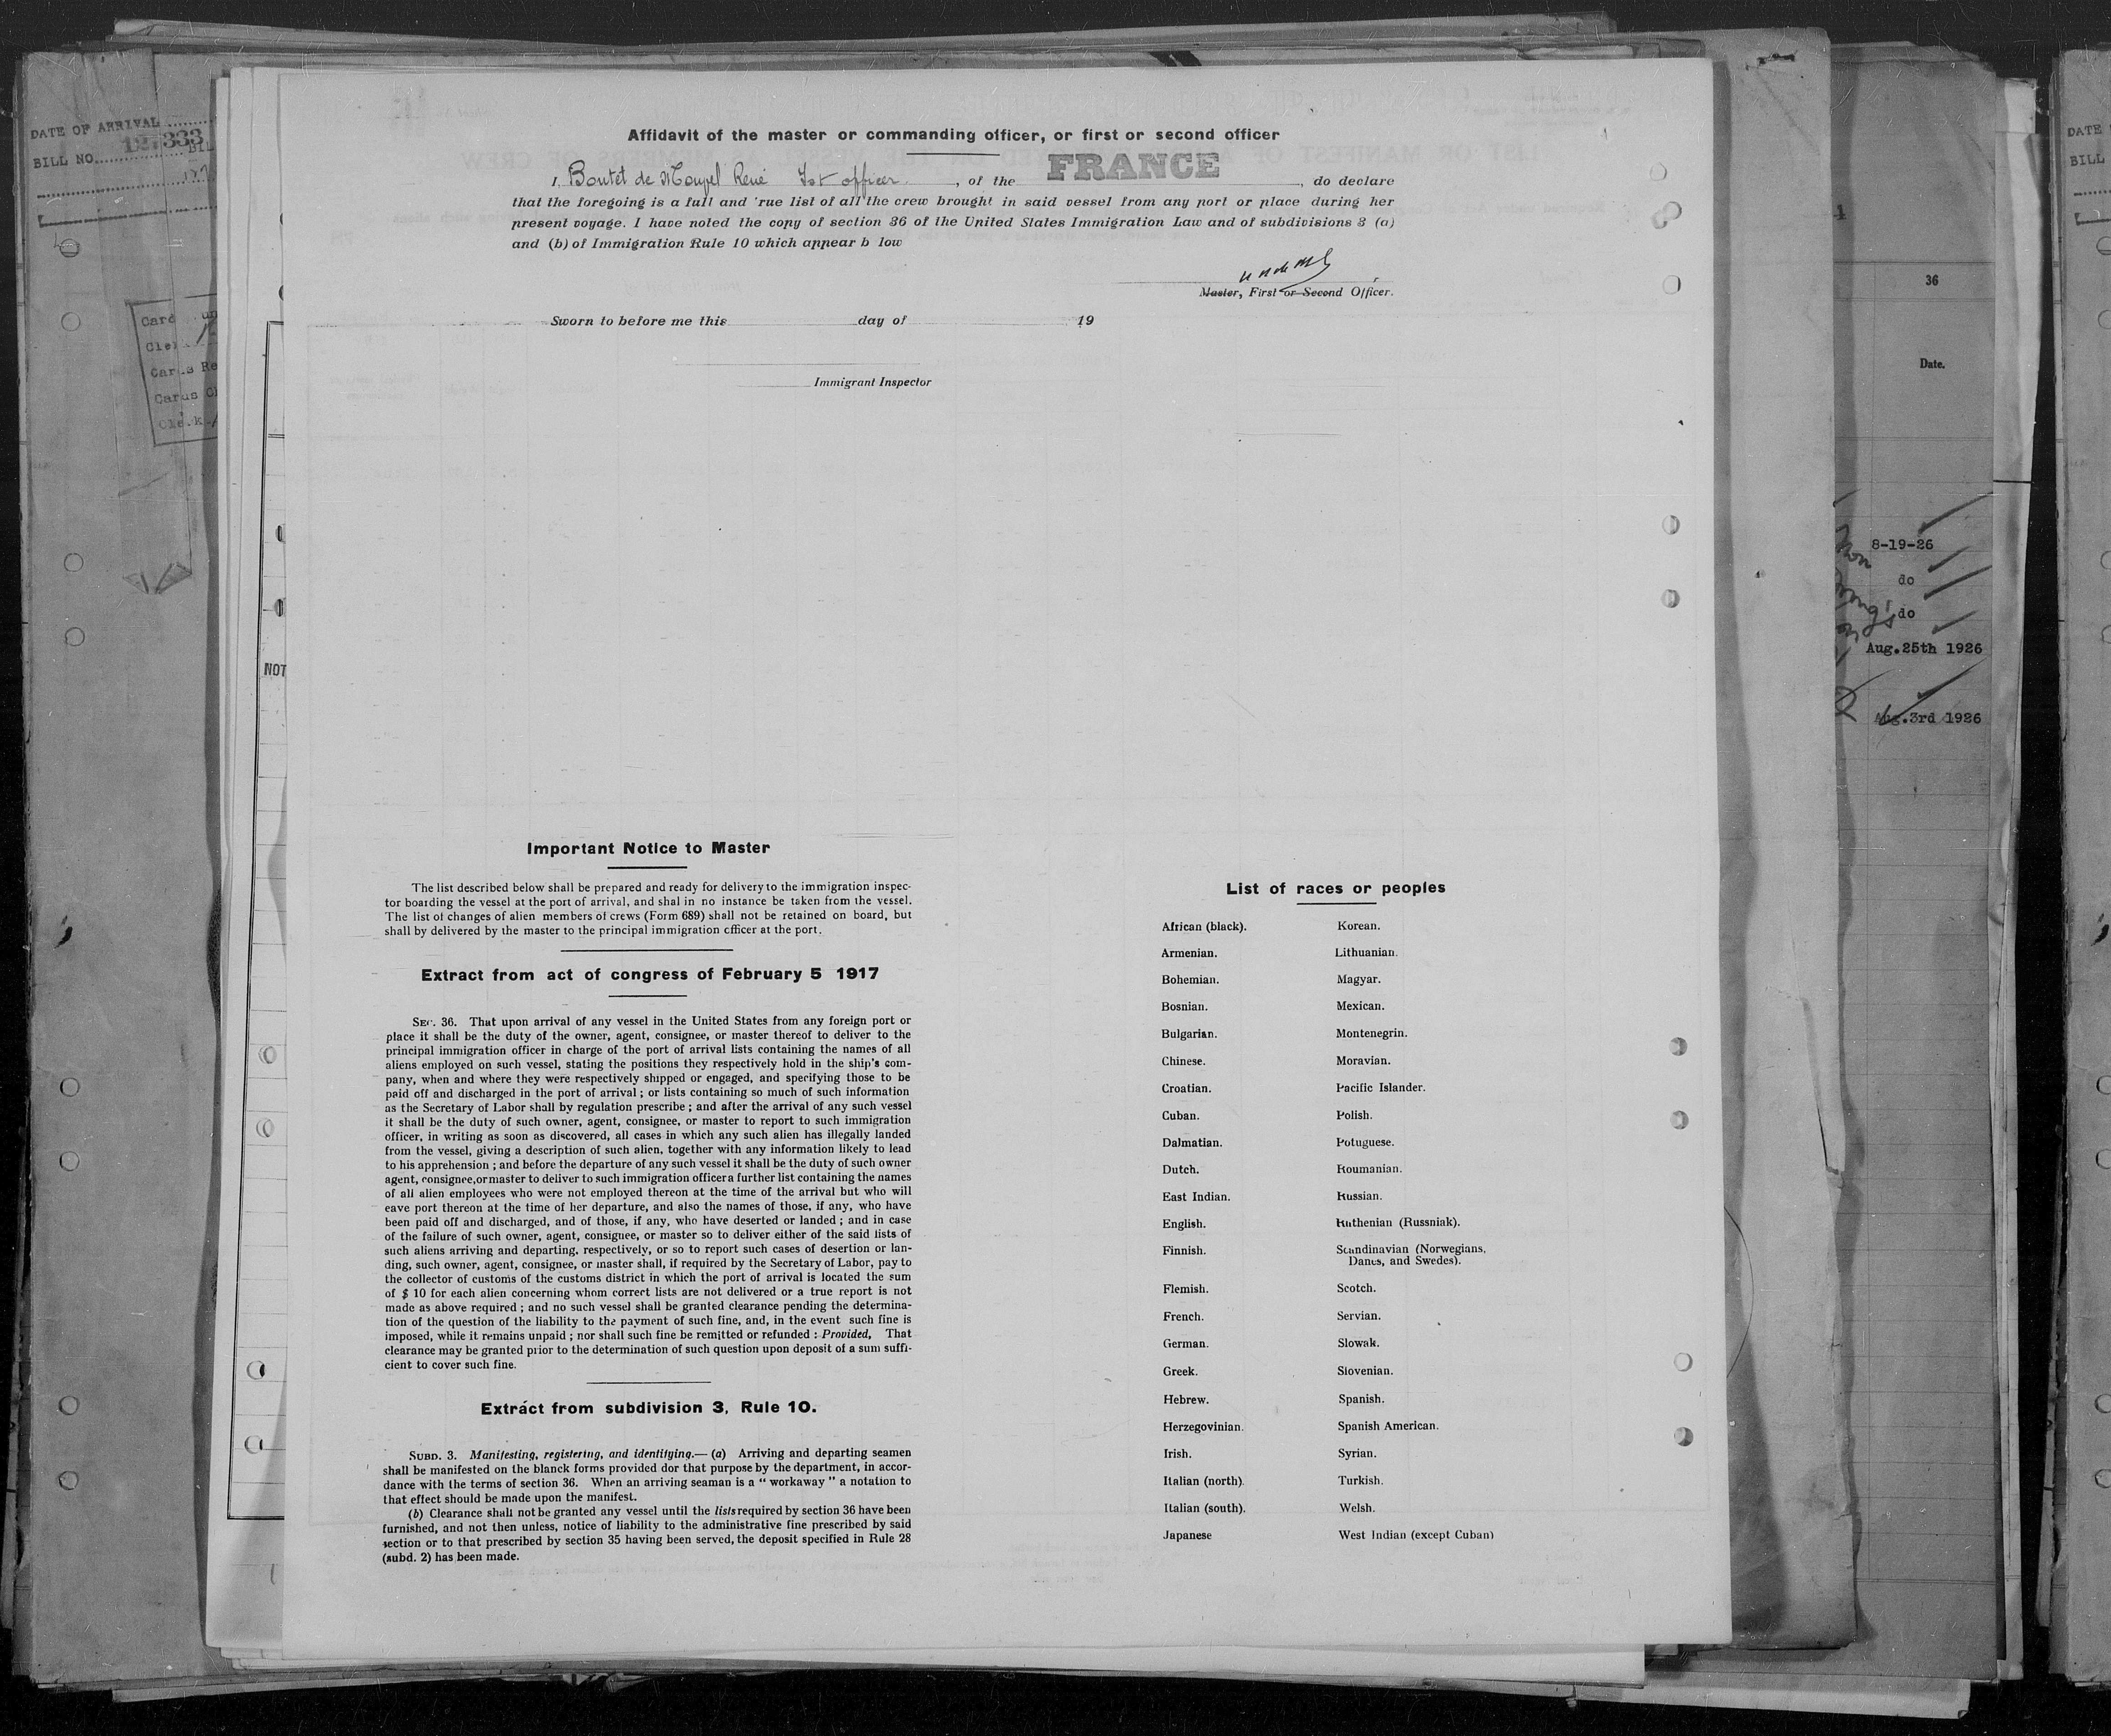 DATE OF ARRIVAL
BILL NO. 127333
Affidavit of the master or commanding officer, or first or second officer
I, Boutet de Monvel René 1st officer, of the FRANCE, do declare
that the foregoing is a full and 'rue list of all the crew brought in said vessel from any port or place during her
present voyage. I have noted the copy of section 36 of the United States Immigration Law and of subdivisions 3 (a)
and (b) of Immigration Rule 10 which appear b low
Master, First or Second Officer.
Sworn to before me this day of 19
Immigrant Inspector
NOT
Important Notice to Master
The list described below shall be prepared and ready for delivery to the immigration inspec-
tor boarding the vessel at the port of arrival, and shal in no instance be taken from the vessel.
The list of changes of alien members of crews (Form 689) shall not be retained on board, but
shall by delivered by the master to the principal immigration officer at the port.
Extract from act of congress of February 5 1917
SEC. 36. That upon arrival of any vessel in the United States from any foreign port or
place it shall be the duty of the owner, agent, consignee, or master thereof to deliver to the
principal immigration officer in charge of the port of arrival lists containing the names of all
aliens employed on such vessel, stating the positions they respectively hold in the ship's com-
pany, when and where they were respectively shipped or engaged, and specifying those to be
paid off and discharged in the port of arrival ; or lists containing so much of such information
as the Secretary of Labor shall by regulation prescribe ; and after the arrival of any such vessel
it shall be the duty of such owner, agent, consignee, or master to report to such immigration
officer, in writing as soon as discovered, all cases in which any such alien has illegally landed
from the vessel, giving a description of such alien, together with any information likely to lead
to his apprehension ; and before the departure of any such vessel it shall be the duty of such owner
agent, consignee, or master to deliver to such immigration officer a further list containing the names
of all alien employees who were not employed thereon at the time of the arrival but who will
eave port thereon at the time of her departure, and also the names of those, if any, who have
been paid off and discharged, and of those, if any, who have deserted or landed ; and in case
of the failure of such owner, agent, consignee, or master so to deliver either of the said lists of
such aliens arriving and departing, respectively, or so to report such cases of desertion or lan-
ding, such owner, agent, consignee, or master shall, if required by the Secretary of Labor, pay to
the collector of customs of the customs district in which the port of arrival is located the sum
of $ 10 for each alien concerning whom correct lists are not delivered or a true report is not
made as above required ; and no such vessel shall be granted clearance pending the determina-
tion of the question of the liability to the payment of such fine, and, in the event such fine is
imposed, while it remains unpaid ; nor shall such fine be remitted or refunded : Provided, That
clearance may be granted prior to the determination of such question upon deposit of a sum suffi-
cient to cover such fine.
Extract from subdivision 3, Rule 10.
SUBD. 3. Manifesting, registering, and identifying.— (a) Arriving and departing seamen
shall be manifested on the blanck forms provided dor that purpose by the department, in accor-
dance with the terms of section 36. When an arriving seaman is a " workaway " a notation to
that effect should be made upon the manifest.
(b) Clearance shall not be granted any vessel until the lists required by section 36 have been
furnished, and not then unless, notice of liability to the administrative fine prescribed by said
section or to that prescribed by section 35 having been served, the deposit specified in Rule 28
(subd. 2) has been made.
List of races or peoples
African (black). Korean.
Armenian. Lithuanian.
Bohemian. Magyar.
Bosnian. Mexican.
Bulgarian. Montenegrin.
Chinese. Moravian.
Croatian. Pacific Islander.
Cuban. Polish.
Dalmatian. Potuguese.
Dutch. Roumanian.
East Indian. Russian.
English. Ruthenian (Russniak).
Finnish. Scandinavian (Norwegians,
Danes, and Swedes).
Flemish. Scotch.
French. Servian.
German. Slowak.
Greek. Slovenian.
Hebrew. Spanish.
Herzegovinian. Spanish American.
Irish. Syrian.
Italian (north). Turkish.
Italian (south). Welsh.
Japanese West Indian (except Cuban)
36
Date.
8-19-26
do
do
Aug.25th 1926
Aug.3rd 1926
DATE
BILL